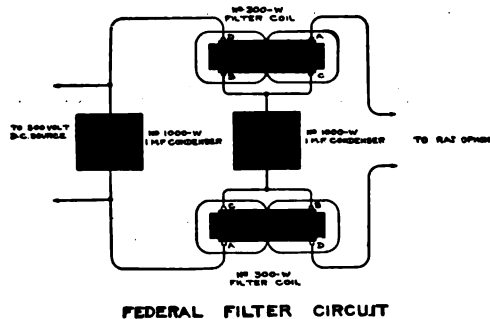 Nº 300-W
FILTER COIL
D A
B C
TO 500 VOLT
D.C. SOURCE
Nº 1000-W
1 M.F. CONDENSER
Nº 1000-W
1 M.F. CONDENSER
TO
C B
A D
Nº 300-W
FILTER COIL
FEDERAL FILTER CIRCUIT